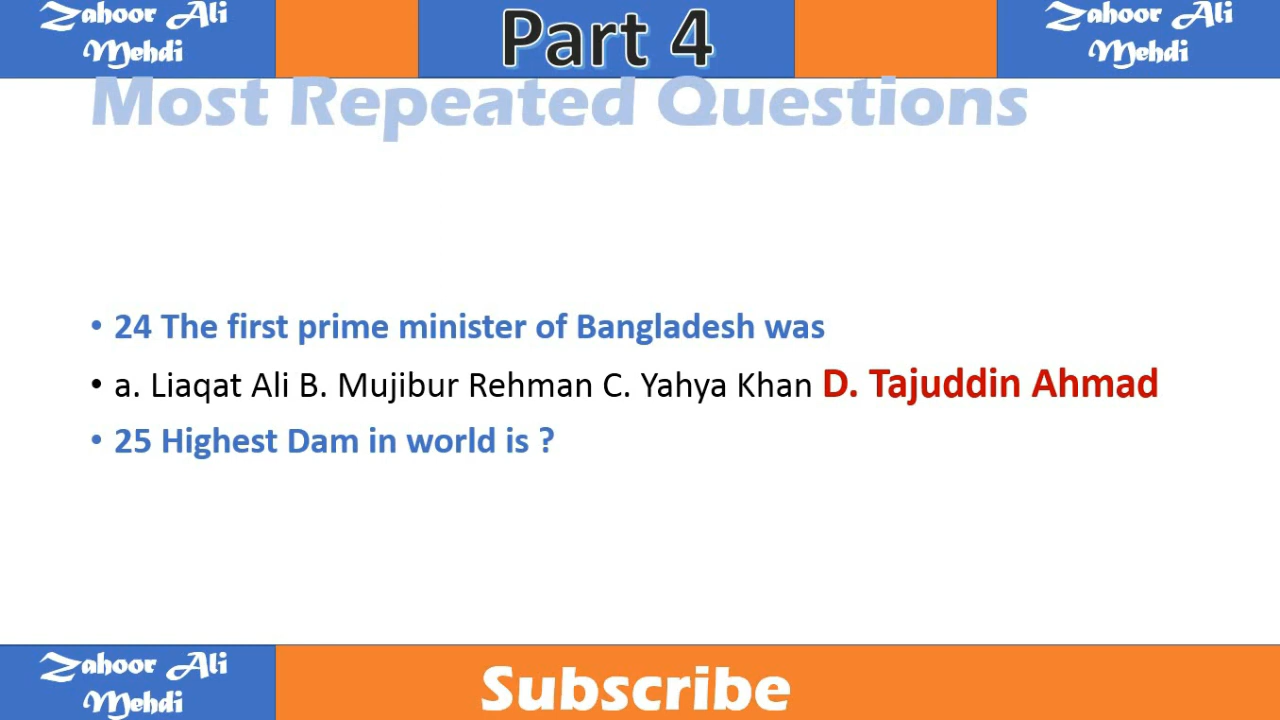 Zahoor Ali
Mehdi
Part 4
Zahoor Ali
Mehdi
Most Repeated Questions
• 24 The first prime minister of Bangladesh was
• a. Liaqat Ali B. Mujibur Rehman C. Yahya Khan D. Tajuddin Ahmad
• 25 Highest Dam in world is ?
Zahoor Ali
Mehdi
Subscribe